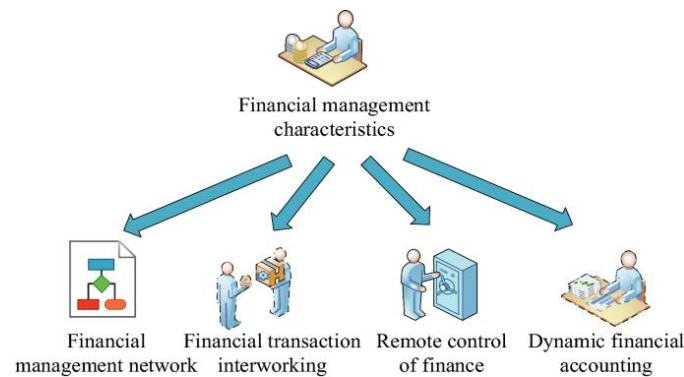 Financial management
characteristics
Financial
management network
Financial transaction
interworking
Remote control
of finance
Dynamic financial
accounting